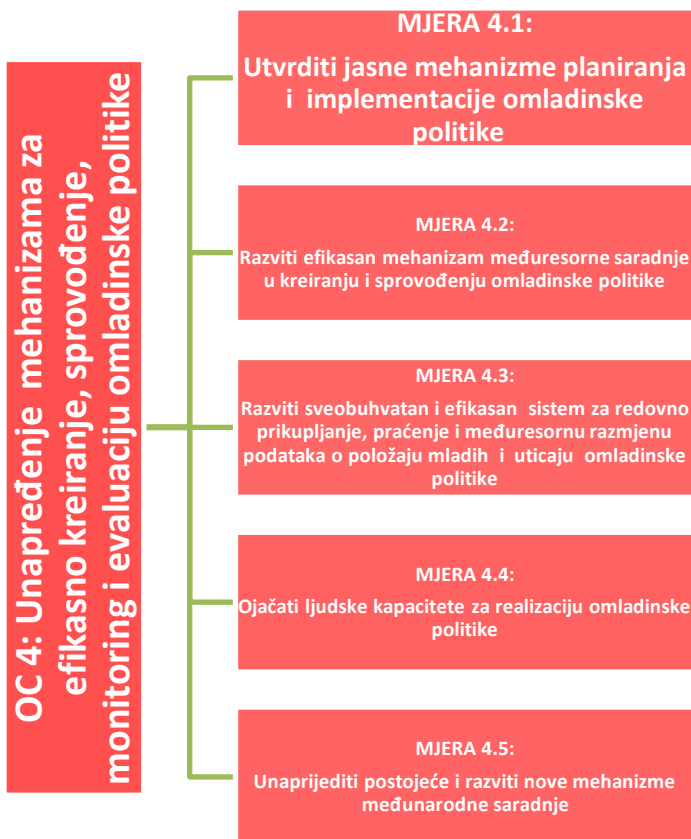 OC 4: Unapređenje mehanizama za
efikasno kreiranje, sprovođenje,
monitoring i evaluaciju omladinske politike
MJERA 4.1:
Utvrditi jasne mehanizme planiranja
i implementacije omladinske
politike
MJERA 4.2:
Razviti efikasan mehanizam međuresorne saradnje
u kreiranju i sprovođenju omladinske politike
MJERA 4.3:
Razviti sveobuhvatan i efikasan sistem za redovno
prikupljanje, praćenje i međuresornu razmjenu
podataka o položaju mladih i uticaju omladinske
politike
MJERA 4.4:
Ojačati ljudske kapacitete za realizaciju omladinske
politike
MJERA 4.5:
Unaprijediti postojeće i razviti nove mehanizme
međunarodne saradnje